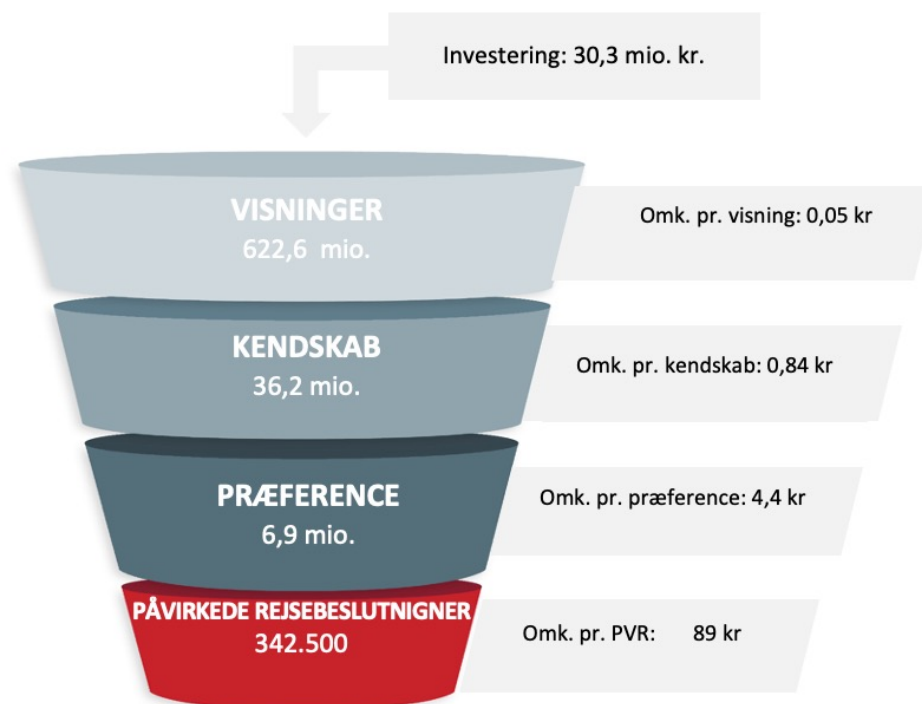 Investering: 30,3 mio. kr.
VISNINGER
622,6 mio.
Omk. pr. visning: 0,05 kr
KENDSKAB
36,2 mio.
Omk. pr. kendskab: 0,84 kr
PRÆFERENCE
6,9 mio.
Omk. pr. præference: 4,4 kr
PÅVIRKEDE REJSEBESLUTNIGNER
342.500
Omk. pr. PVR: 89 kr